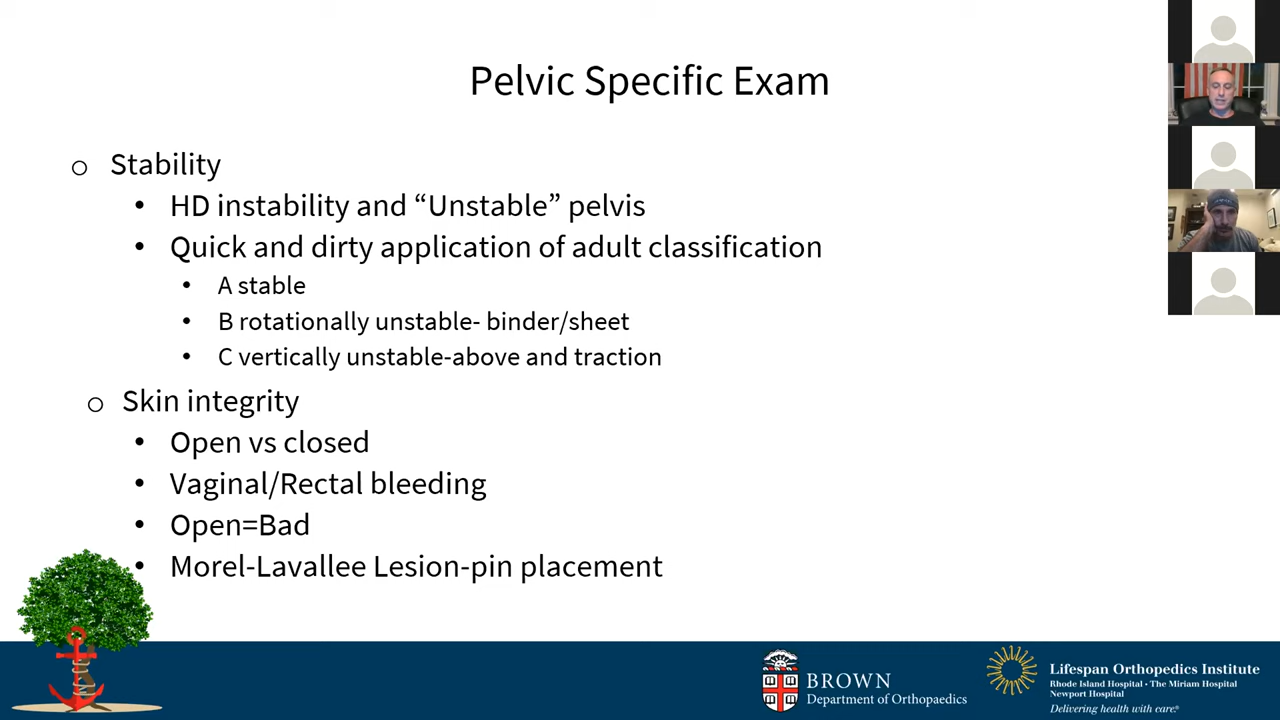 Pelvic Specific Exam
o Stability
• HD instability and “Unstable” pelvis
• Quick and dirty application of adult classification
• A stable
• B rotationally unstable- binder/sheet
• C vertically unstable-above and traction
o Skin integrity
• Open vs closed
• Vaginal/Rectal bleeding
• Open=Bad
• Morel-Lavallee Lesion-pin placement
BROWN
Department of Orthopaedics
Lifespan Orthopedics Institute
Rhode Island Hospital • The Miriam Hospital
Newport Hospital
Delivering health with care.®